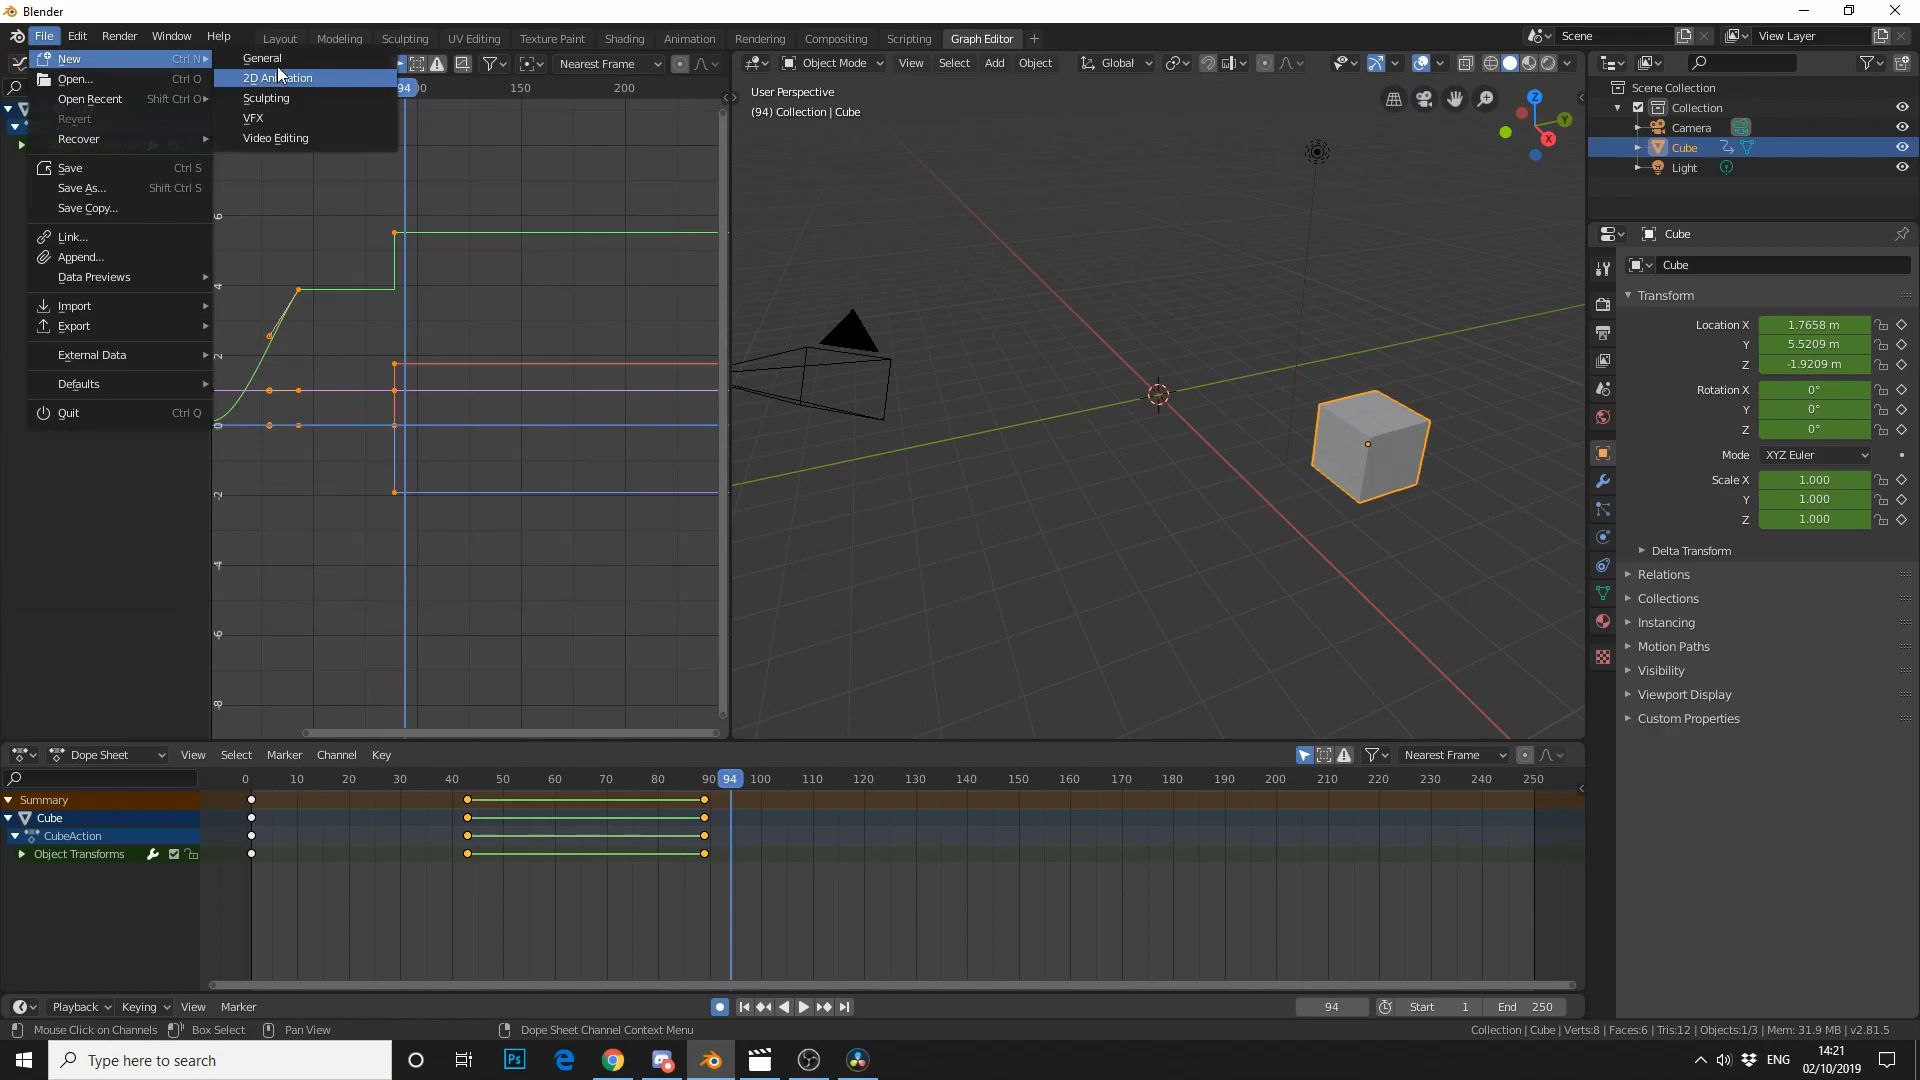 Blender
File Edit Render Window Help
Layout Modeling Sculpting UV Editing Texture Paint Shading Animation Rendering Compositing Scripting Graph Editor +
Scene
View Layer
New Ctrl N
Open... Ctrl O
Open Recent Shift Ctrl O
Revert
Recover
Save Ctrl S
Save As... Shift Ctrl S
Save Copy...
Link...
Append...
Data Previews
Import
Export
External Data
Defaults
Quit Ctrl Q
General
2D Animation
Sculpting
VFX
Video Editing
Nearest Frame
94 150 200
6
4
2
0
-2
-4
-6
-8
Object Mode View Select Add Object Global
User Perspective
(94) Collection | Cube
Z
Y
X
Scene Collection
Collection
Camera
Cube
Light
Cube
Cube
Transform
Location X 1.7658 m
Y 5.5209 m
Z -1.9209 m
Rotation X 0°
Y 0°
Z 0°
Mode XYZ Euler
Scale X 1.000
Y 1.000
Z 1.000
Delta Transform
Relations
Collections
Instancing
Motion Paths
Visibility
Viewport Display
Custom Properties
Dope Sheet View Select Marker Channel Key
Nearest Frame
0 10 20 30 40 50 60 70 80 90 94 100 110 120 130 140 150 160 170 180 190 200 210 220 230 240 250
Summary
Cube
CubeAction
Object Transforms
Playback Keying View Marker
94 Start 1 End 250
Mouse Click on Channels Box Select Pan View Dope Sheet Channel Context Menu
Collection | Cube | Verts:8 | Faces:6 | Tris:12 | Objects:1/3 | Mem: 31.9 MB | v2.81.5
Type here to search
Ps
ENG
14:21
02/10/2019